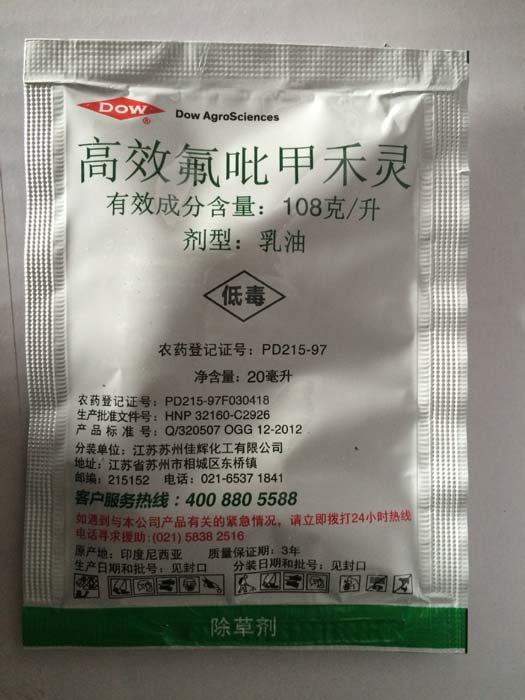 DOW
Dow AgroSciences
高效氟吡甲禾灵
有效成分含量：108克/升
剂型：乳油
低毒
农药登记证号：PD215-97
净含量：20毫升
农药登记证号：PD215-97F030418
生产批准文件号：HNP 32160-C2926
产品标准号：Q/320507 OGG 12-2012
分装单位：江苏苏州佳辉化工有限公司
地址：江苏省苏州市相城区东桥镇
邮编：215152 电话：021-6537 1841
客户服务热线：400 880 5588
如遇到与本公司产品有关的紧急情况，请立即拨打24小时热线
电话寻求援助：(021) 5838 2516
原产地：印度尼西亚 质量保证期：3年
生产日期和批号：见封口 分装日期和批号：见封口
除草剂